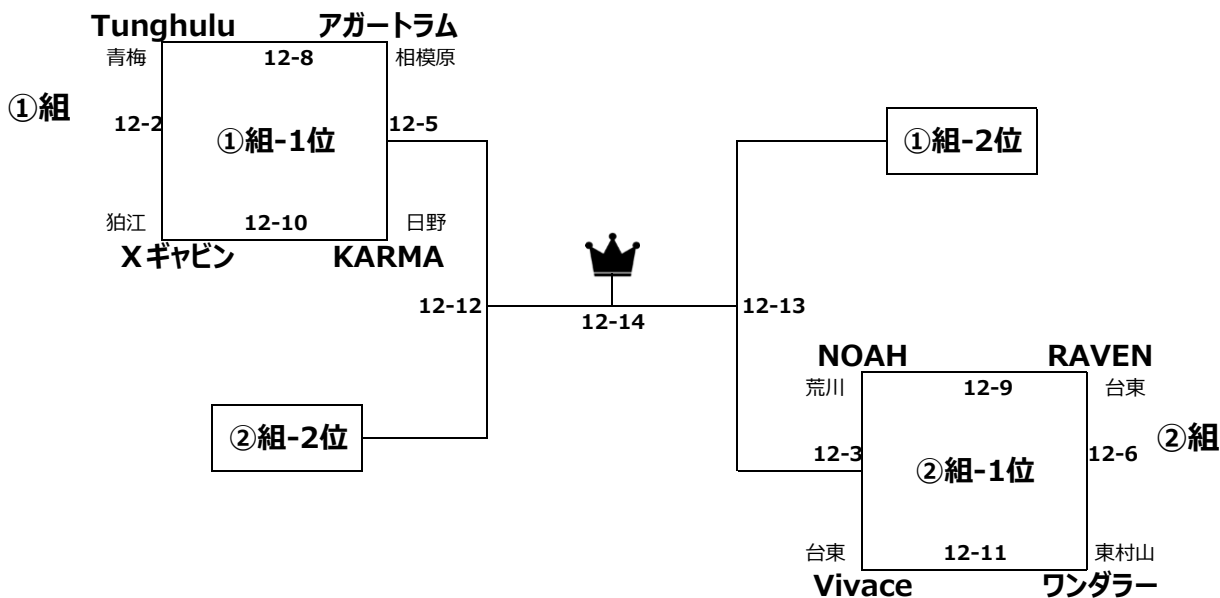 Tunghulu アガートラム
青梅 12-8 相模原
①組
12-2 ①組-1位 12-5
①組-2位
狛江 12-10 日野
Xギャビン KARMA
12-12 12-13
12-14
NOAH RAVEN
荒川 12-9 台東
②組-2位
②組
12-3 ②組-1位 12-6
台東 12-11 東村山
Vivace ワンダラー